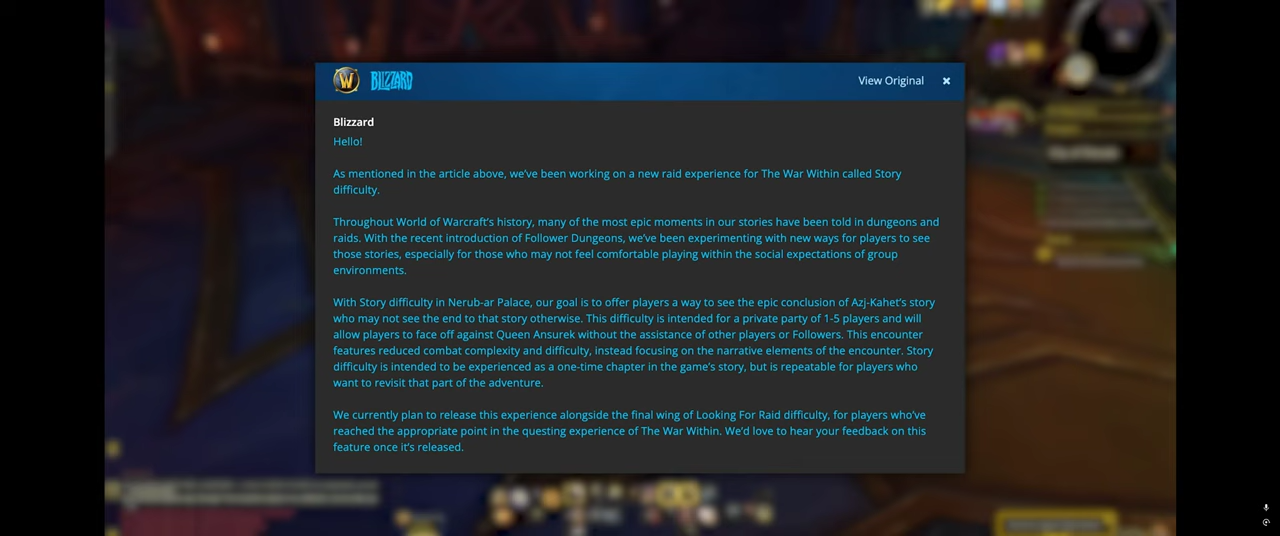 W BLIZZARD View Original ×
Blizzard
Hello!
As mentioned in the article above, we've been working on a new raid experience for The War Within called Story
difficulty.
Throughout World of Warcraft's history, many of the most epic moments in our stories have been told in dungeons and
raids. With the recent introduction of Follower Dungeons, we've been experimenting with new ways for players to see
those stories, especially for those who may not feel comfortable playing within the social expectations of group
environments.
With Story difficulty in Nerub-ar Palace, our goal is to offer players a way to see the epic conclusion of Azj-Kahet's story
who may not see the end to that story otherwise. This difficulty is intended for a private party of 1-5 players and will
allow players to face off against Queen Ansurek without the assistance of other players or Followers. This encounter
features reduced combat complexity and difficulty, instead focusing on the narrative elements of the encounter. Story
difficulty is intended to be experienced as a one-time chapter in the game's story, but is repeatable for players who
want to revisit that part of the adventure.
We currently plan to release this experience alongside the final wing of Looking For Raid difficulty, for players who've
reached the appropriate point in the questing experience of The War Within. We'd love to hear your feedback on this
feature once it's released.